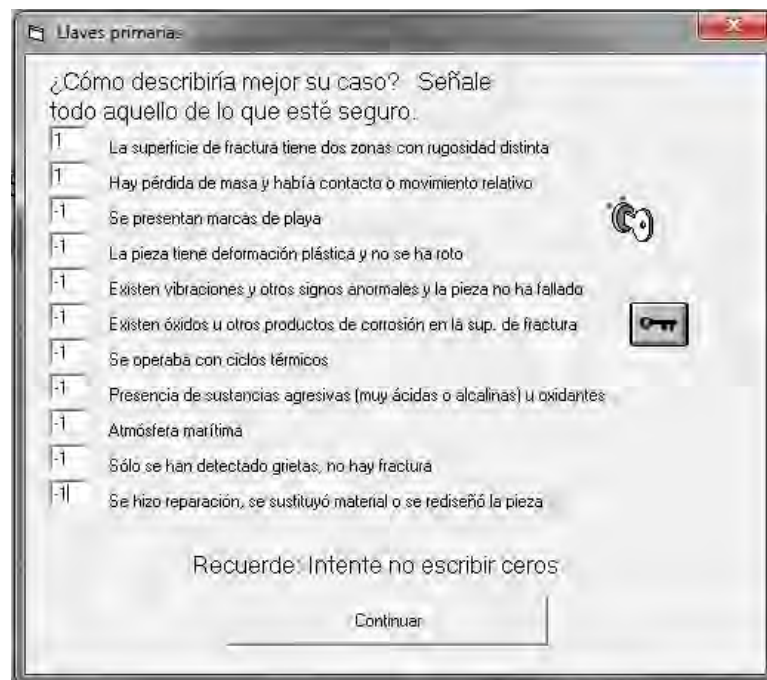 Llaves primarias
¿Cómo describiría mejor su caso? Señale
todo aquello de lo que esté seguro.
1 La superficie de fractura tiene dos zonas con rugosidad distinta
1 Hay pérdida de masa y había contacto o movimiento relativo
-1 Se presentan marcas de playa
-1 La pieza tiene deformación plástica y no se ha roto
-1 Existen vibraciones y otros signos anormales y la pieza no ha fallado
-1 Existen óxidos u otros productos de corrosión en la sup. de fractura
-1 Se operaba con ciclos térmicos
-1 Presencia de sustancias agresivas (muy ácidas o alcalinas) u oxidantes
-1 Atmósfera marítima
-1 Sólo se han detectado grietas, no hay fractura
-1 Se hizo reparación, se sustituyó material o se rediseñó la pieza
Recuerde: Intente no escribir ceros
Continuar